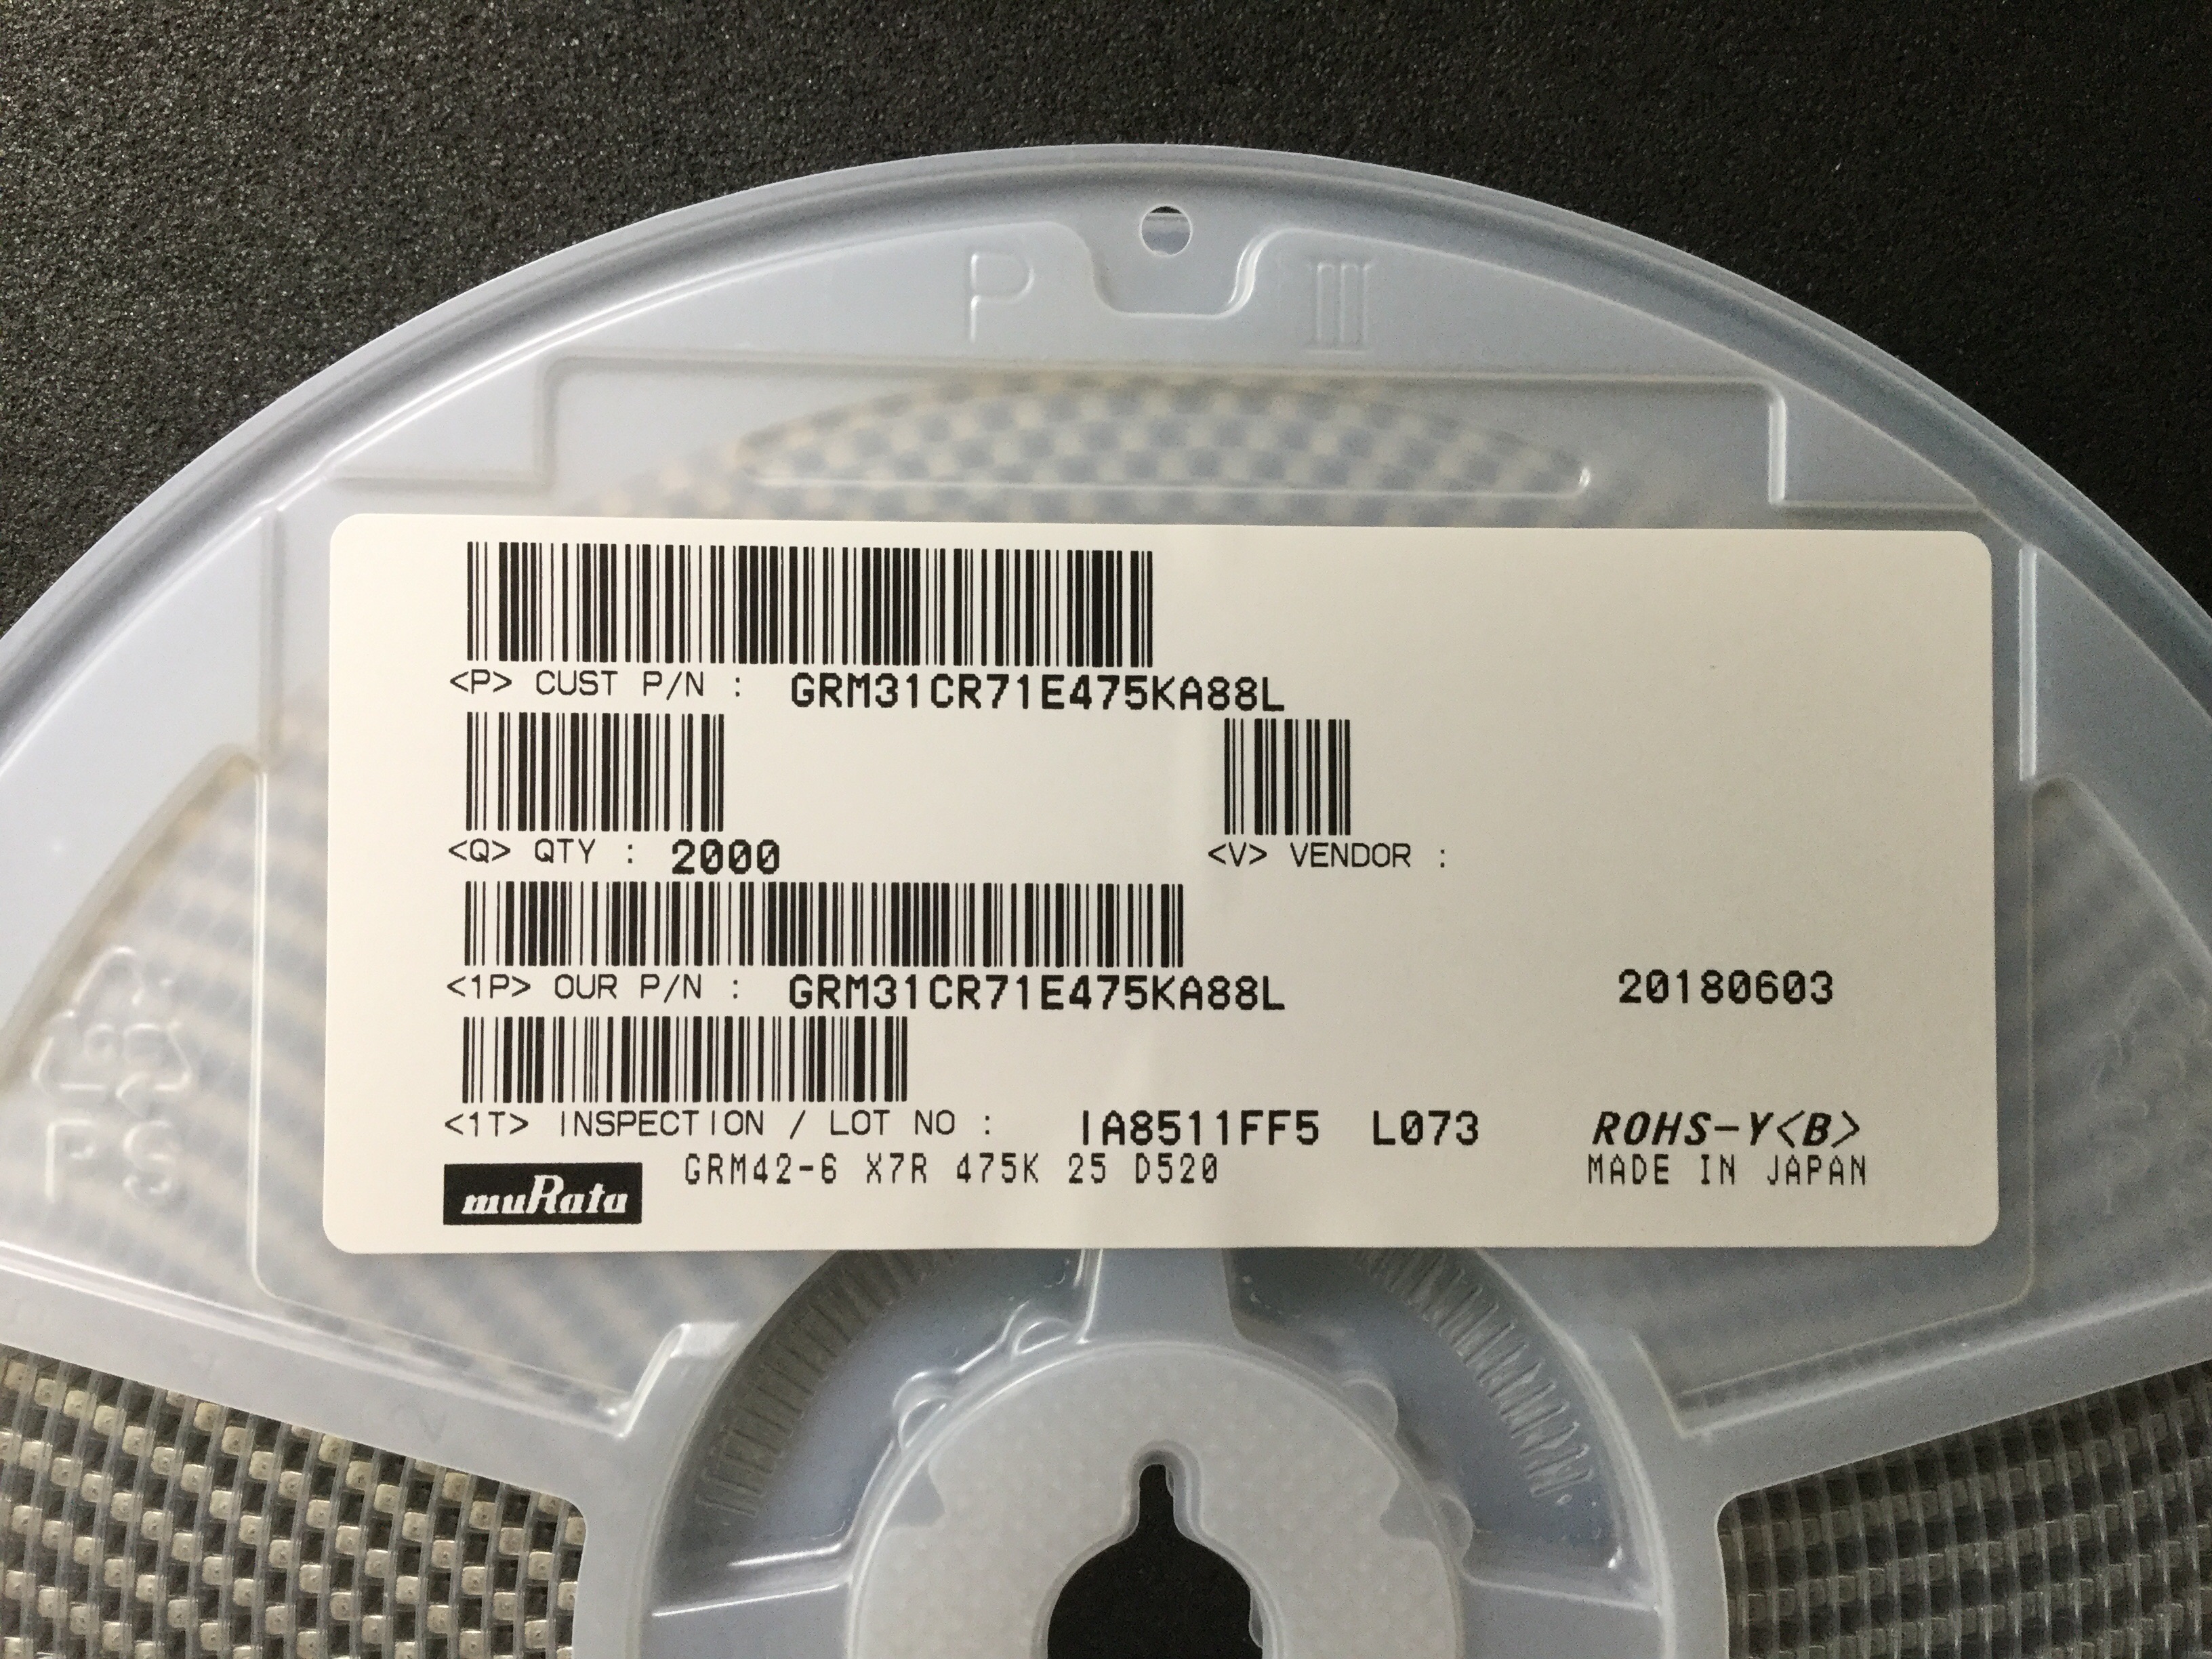 P III
<P> CUST P/N : GRM31CR71E475KA88L
<Q> QTY : 2000
<V> VENDOR :
<1P> OUR P/N : GRM31CR71E475KA88L
20180603
<1T> INSPECTION / LOT NO : IA8511FF5 L073
ROHS-Y<B>
muRata
GRM42-6 X7R 475K 25 D520
MADE IN JAPAN
PS